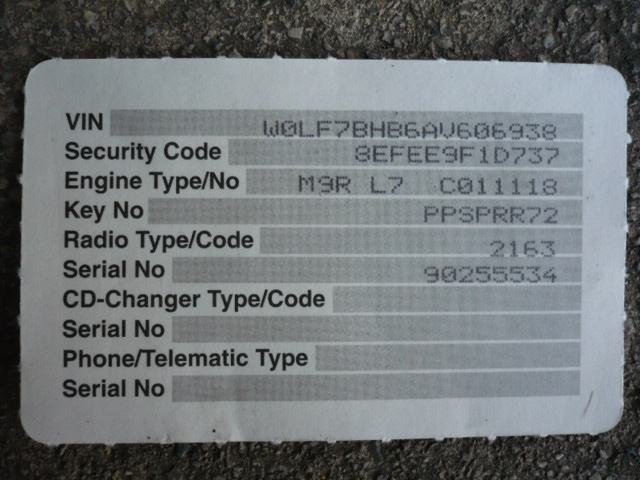 VIN W0LF7BHB6AV606938
Security Code 8EFEE9F1D737
Engine Type/No M9R L7 C011118
Key No PPSPRR72
Radio Type/Code 2163
Serial No 90255534
CD-Changer Type/Code
Serial No
Phone/Telematic Type
Serial No